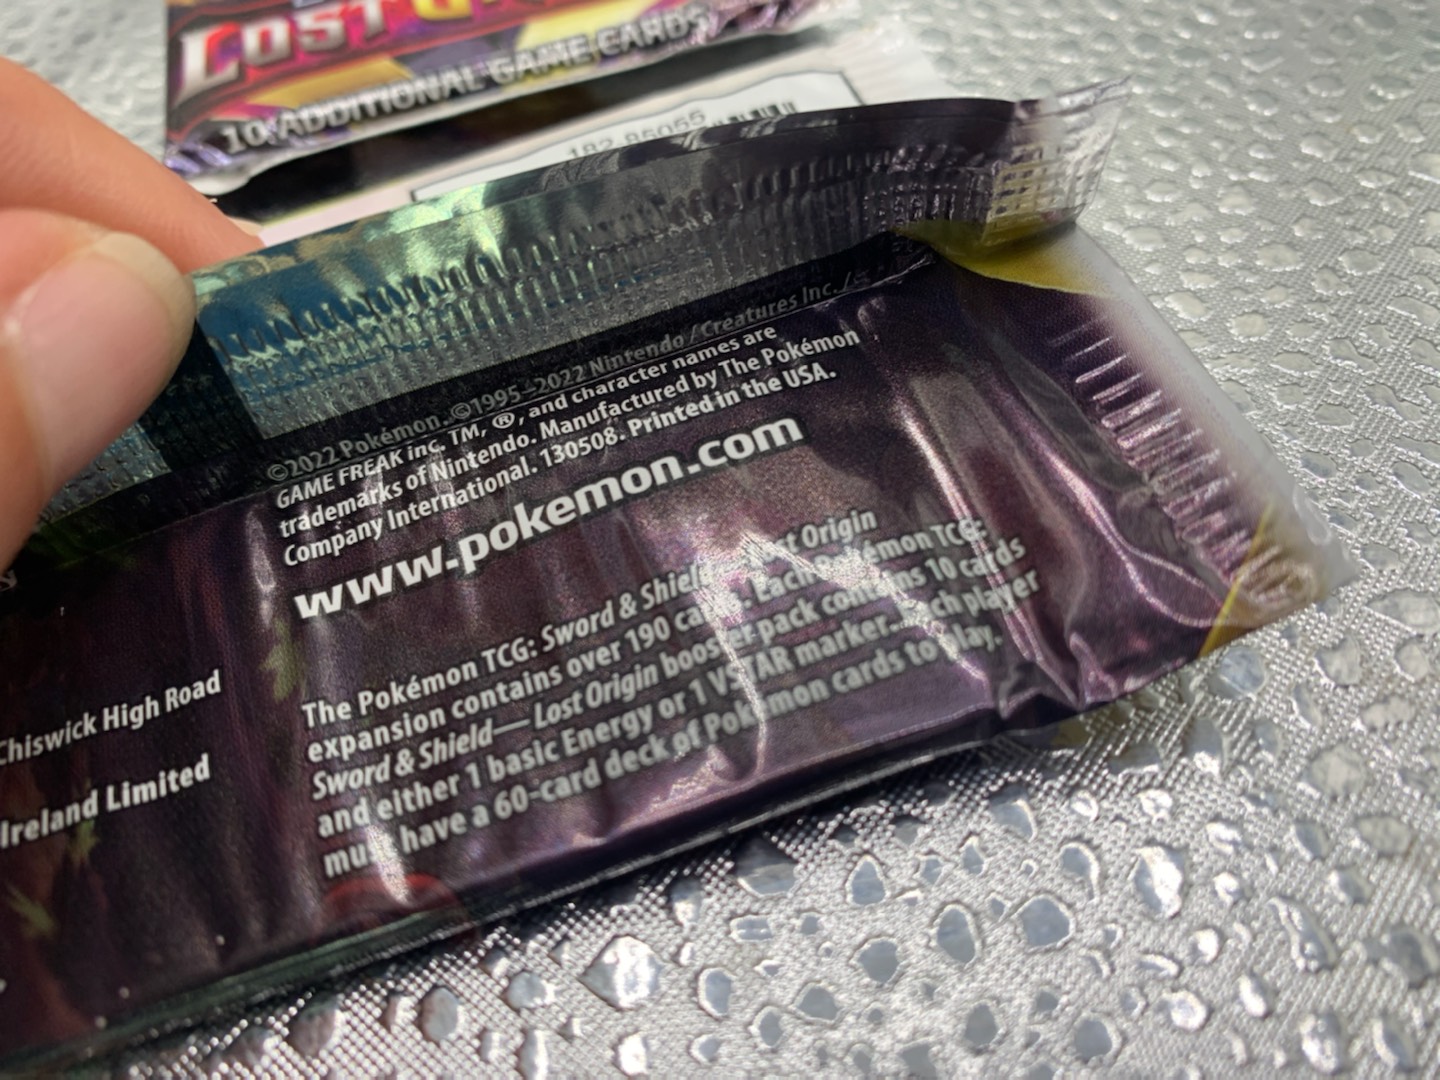 LOST
10 ADDITIONAL GAME CARDS
182-85055
©2022 Pokémon. ©1995–2022 Nintendo / Creatures Inc. /
GAME FREAK inc. TM, ®, and character names are
trademarks of Nintendo. Manufactured by The Pokémon
Company International. 130508. Printed in the USA.
www.pokemon.com
The Pokémon TCG: Sword & Shield—Lost Origin
expansion contains over 190 cards. Each Pokémon TCG:
Sword & Shield—Lost Origin booster pack contains 10 cards
and either 1 basic Energy or 1 VSTAR marker. Each player
must have a 60-card deck of Pokémon cards to play.
Chiswick High Road
Ireland Limited